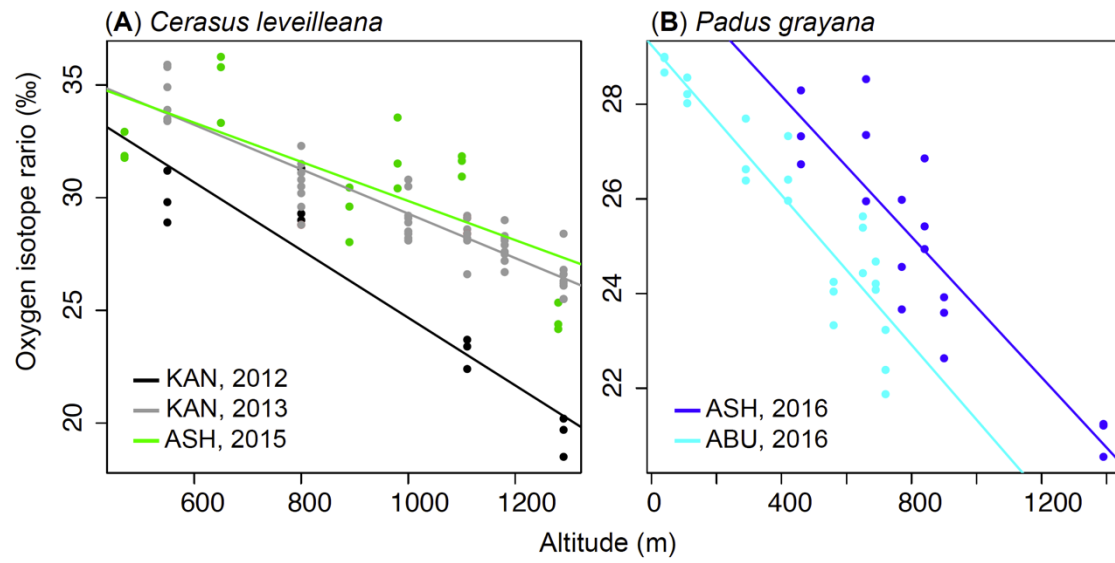 (A) Cerasus leveilleana
(B) Padus grayana
Oxygen isotope rario (‰)
35
30
25
20
KAN, 2012
KAN, 2013
ASH, 2015
600 800 1000 1200
28
26
24
22
ASH, 2016
ABU, 2016
0 400 800 1200
Altitude (m)